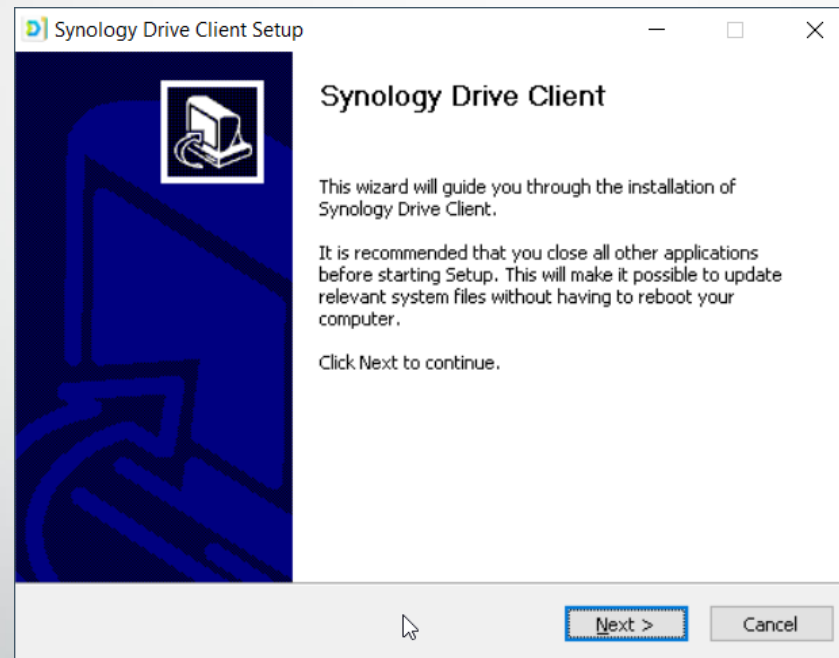 Synology Drive Client Setup
Synology Drive Client
This wizard will guide you through the installation of
Synology Drive Client.
It is recommended that you close all other applications
before starting Setup. This will make it possible to update
relevant system files without having to reboot your
computer.
Click Next to continue.
Next >
Cancel